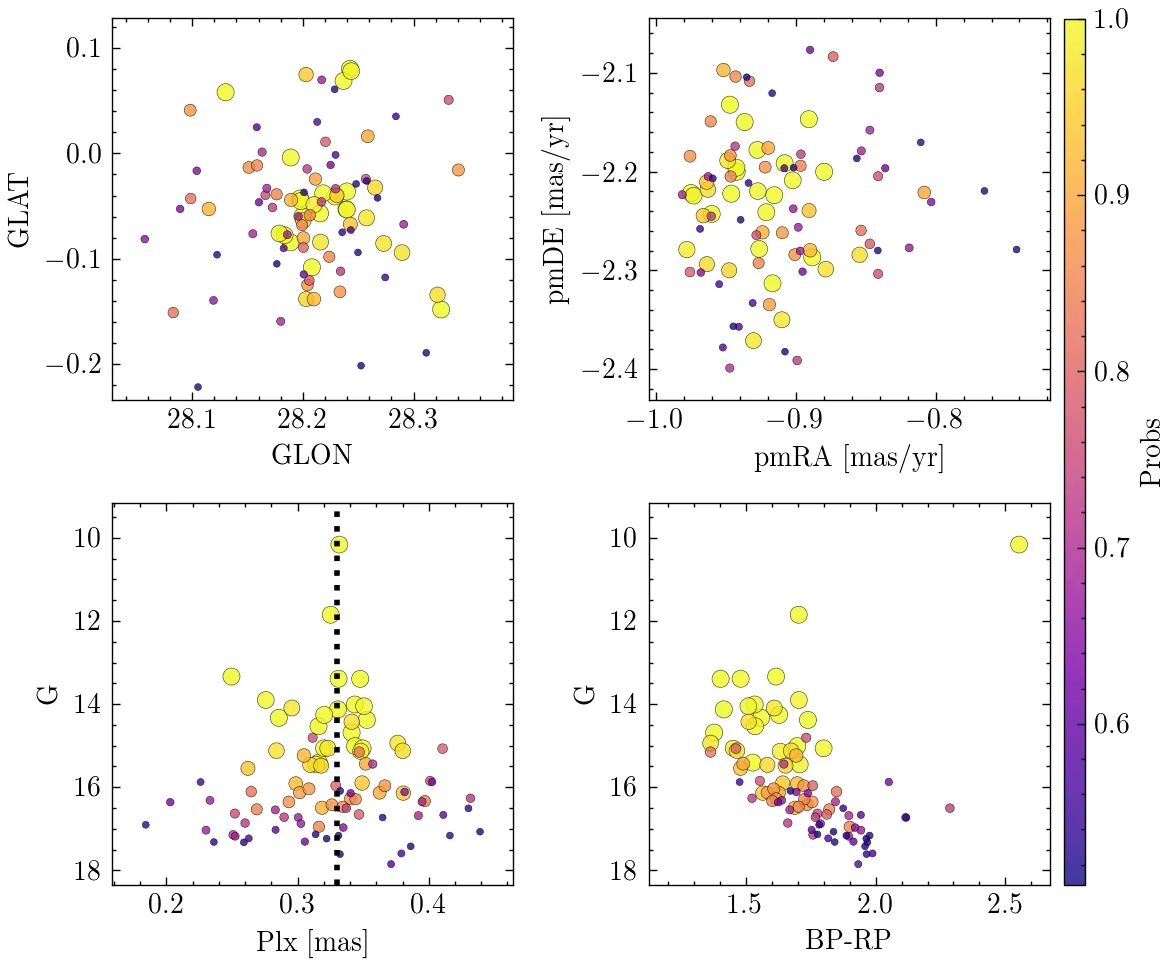 0.1
0.0
−0.1
−0.2
GLAT
28.1 28.2 28.3
GLON
−2.1
−2.2
−2.3
−2.4
pmDE [mas/yr]
−1.0 −0.9 −0.8
pmRA [mas/yr]
1.0
0.9
0.8
0.7
0.6
Probs
10
12
14
16
18
G
0.2 0.3 0.4
Plx [mas]
10
12
14
16
18
G
1.5 2.0 2.5
BP-RP